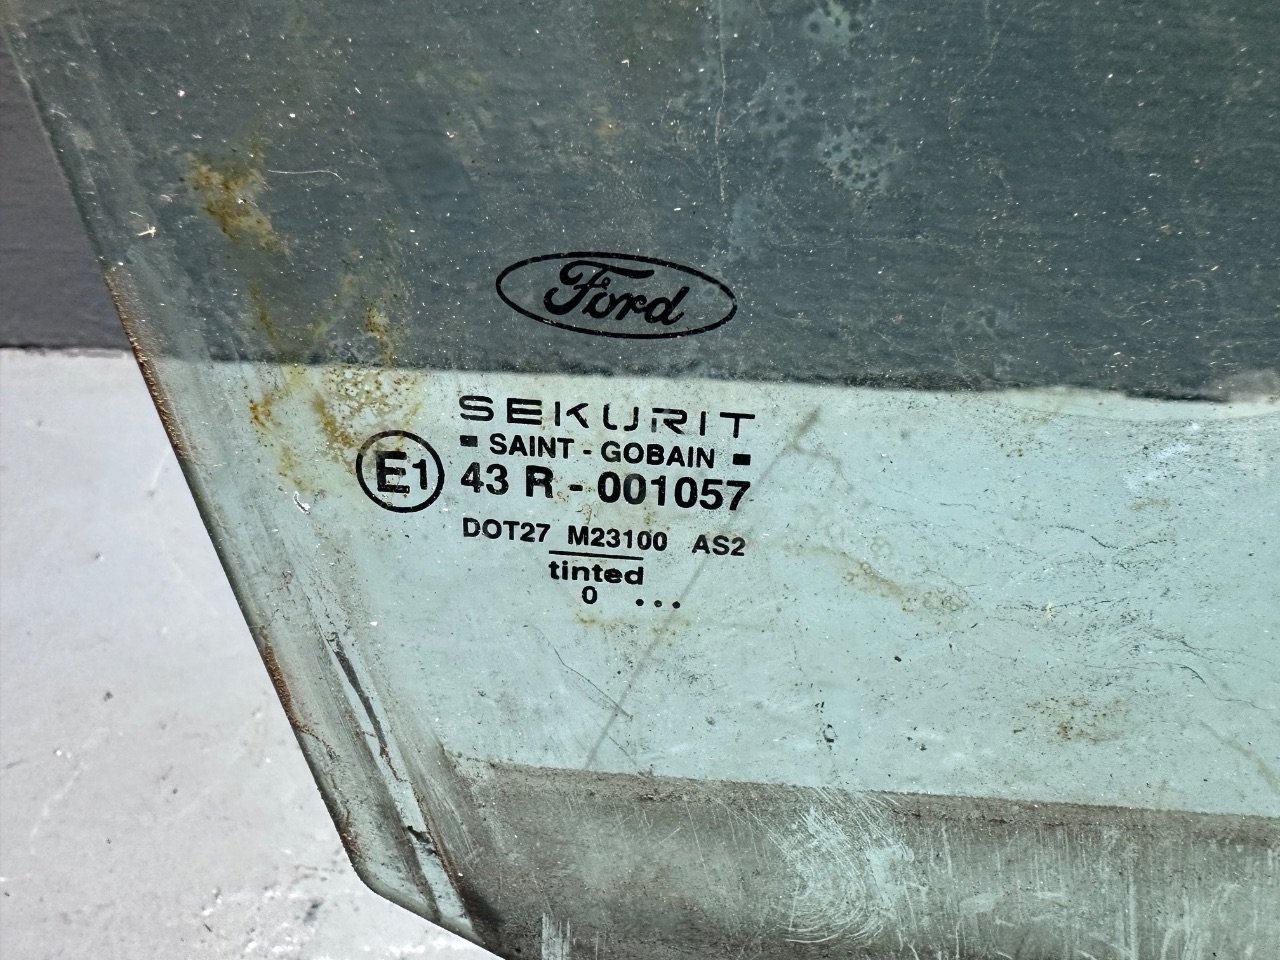 Ford
SEKURIT
SAINT - GOBAIN
E1 43 R - 001057
DOT27 M23100 AS2
tinted
0 ...